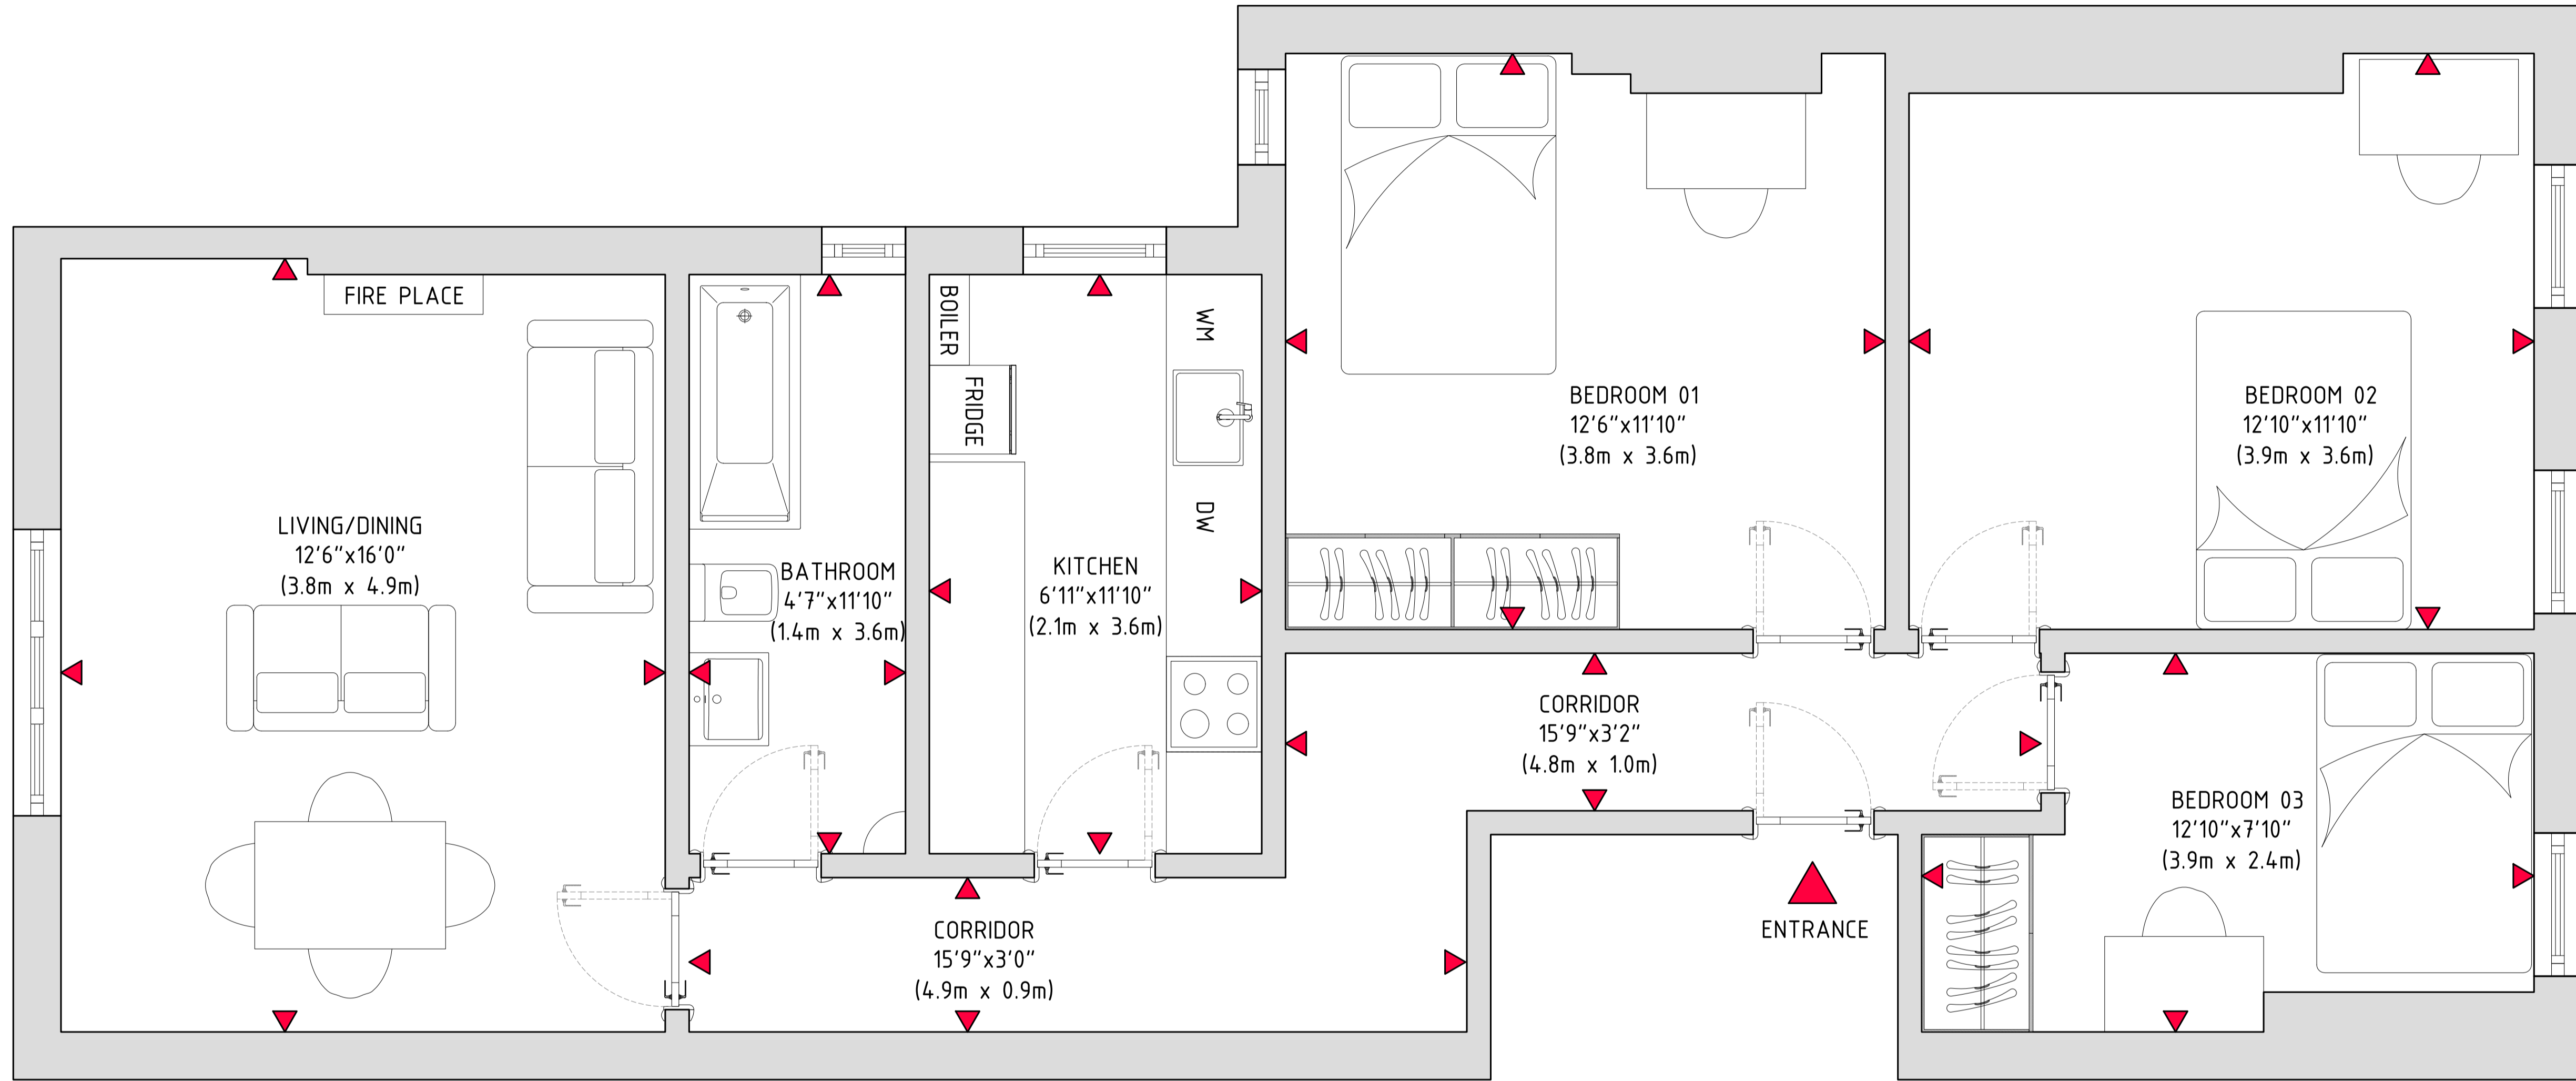 FIRE PLACE
LIVING/DINING
12'6"x16'0"
(3.8m x 4.9m)
BATHROOM
4'7"x11'10"
(1.4m x 3.6m)
BOILER
FRIDGE
KITCHEN
6'11"x11'10"
(2.1m x 3.6m)
WM
DW
BEDROOM 01
12'6"x11'10"
(3.8m x 3.6m)
BEDROOM 02
12'10"x11'10"
(3.9m x 3.6m)
CORRIDOR
15'9"x3'2"
(4.8m x 1.0m)
BEDROOM 03
12'10"x7'10"
(3.9m x 2.4m)
CORRIDOR
15'9"x3'0"
(4.9m x 0.9m)
ENTRANCE